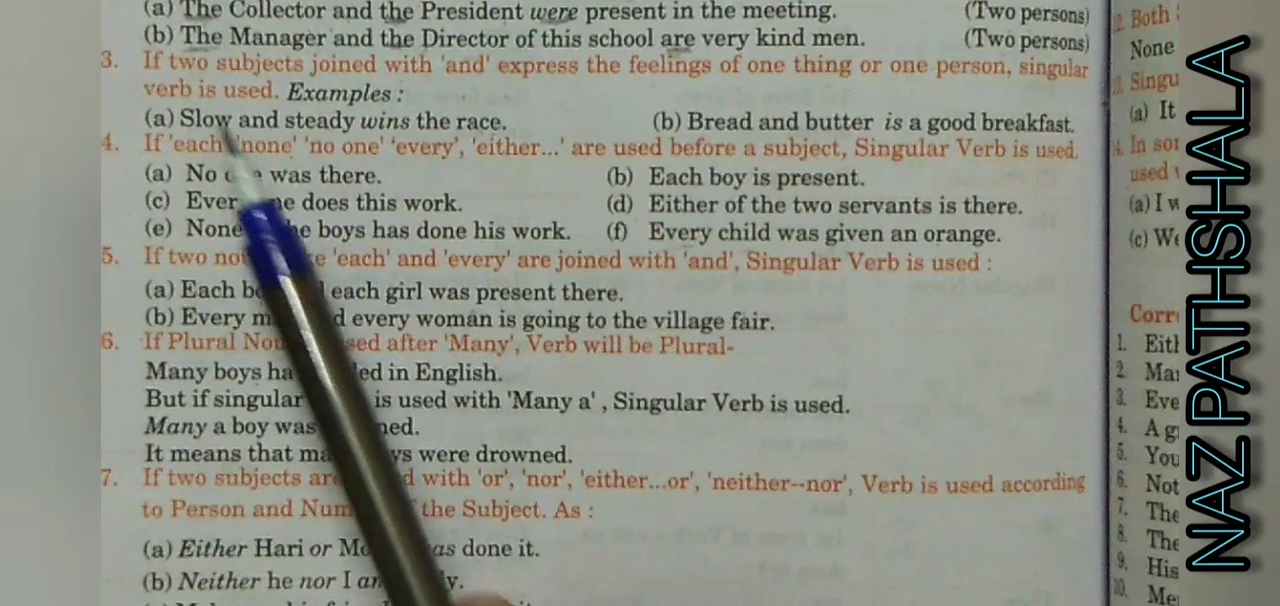 (a) The Collector and the President were present in the meeting. (Two persons)
(b) The Manager and the Director of this school are very kind men. (Two persons)
3. If two subjects joined with 'and' express the feelings of one thing or one person, singular
verb is used. Examples :
(a) Slow and steady wins the race. (b) Bread and butter is a good breakfast.
4. If 'each' 'none' 'no one' 'every', 'either...' are used before a subject, Singular Verb is used.
(a) No was there. (b) Each boy is present.
(c) does this work. (d) Either of the two servants is there.
(e) None boys has done his work. (f) Every child was given an orange.
5. If two 'each' and 'every' are joined with 'and', Singular Verb is used :
(a) Each each girl was present there.
(b) Every every woman is going to the village fair.
6. If Plural after 'Many', Verb will be Plural-
Many boys in English.
But if singular is used with 'Many a' , Singular Verb is used.
Many a boy was
It means that were drowned.
7. If two subjects with 'or', 'nor', 'either...or', 'neither--nor', Verb is used according
to Person and the Subject. As :
(a) Either Hari or done it.
(b) Neither he nor I
2. Both
None
(a) It
used
(a) I
(c)
1.
2
3.
4. A
5. You
6. Not
7. The
8. The
9. His
10.
NAZ PATHSHALA